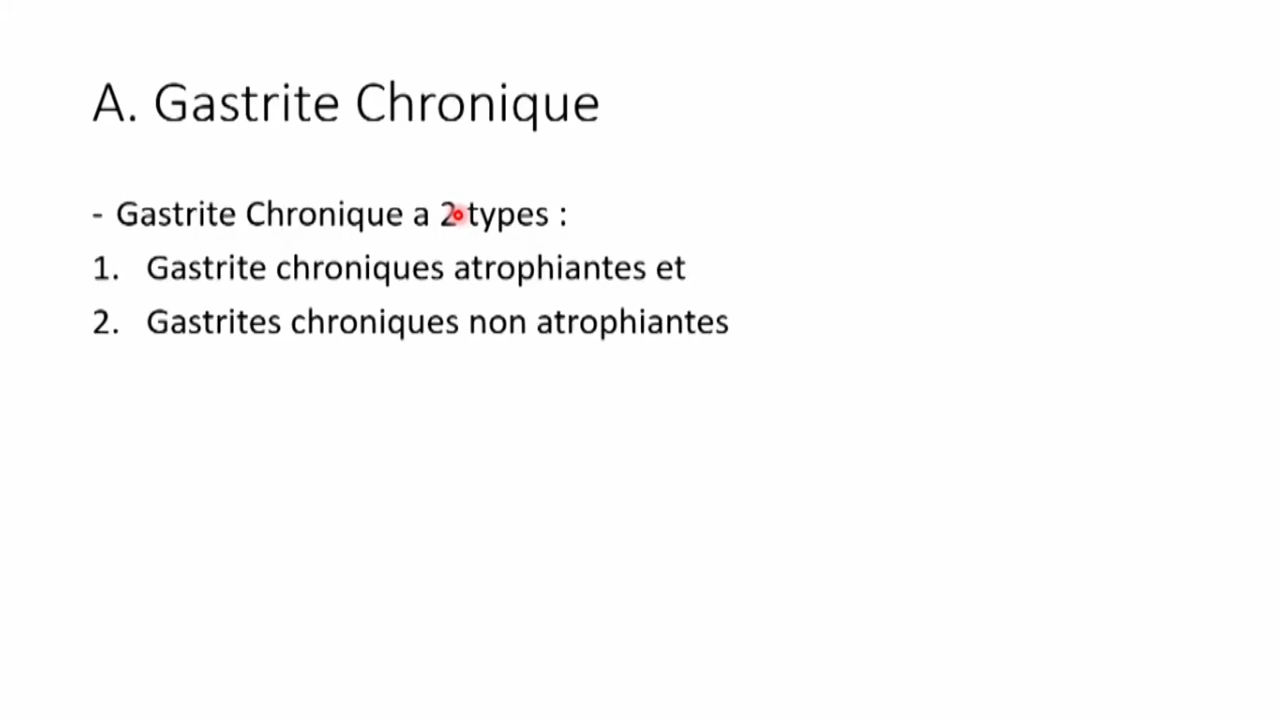 A. Gastrite Chronique
- Gastrite Chronique a 2 types :
1. Gastrite chroniques atrophiantes et
2. Gastrites chroniques non atrophiantes